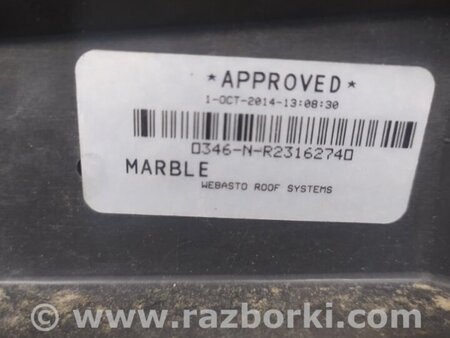 *APPROVED*
1-OCT-2014-13:08:30
0346-N-R23162740
MARBLE
WEBASTO ROOF SYSTEMS
© www.razborki.com